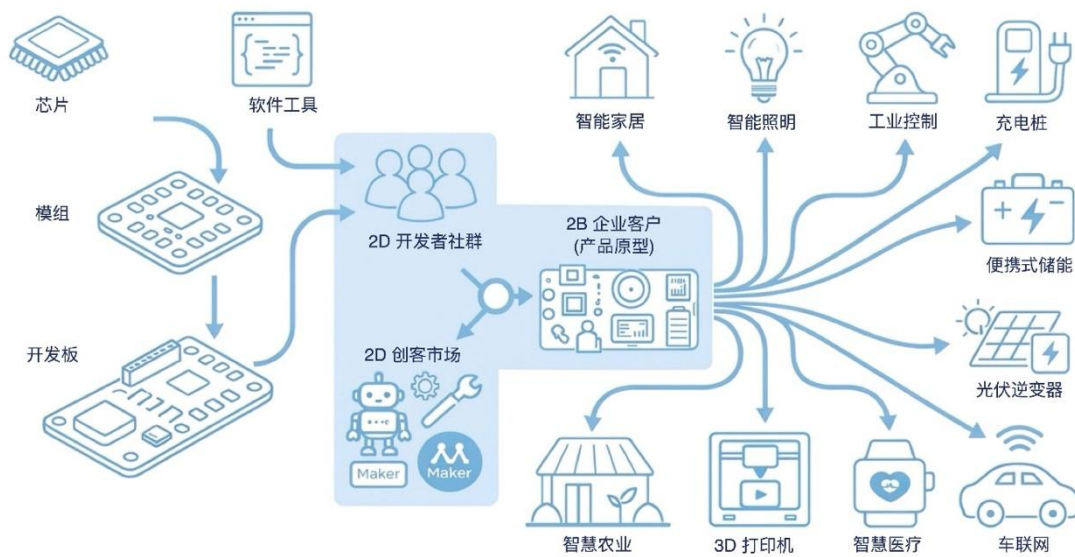 芯片
软件工具
智能家居
智能照明
工业控制
充电桩
模组
2D 开发者社群
2B 企业客户
(产品原型)
便携式储能
开发板
2D 创客市场
光伏逆变器
Maker
Maker
智慧农业
3D 打印机
智慧医疗
车联网